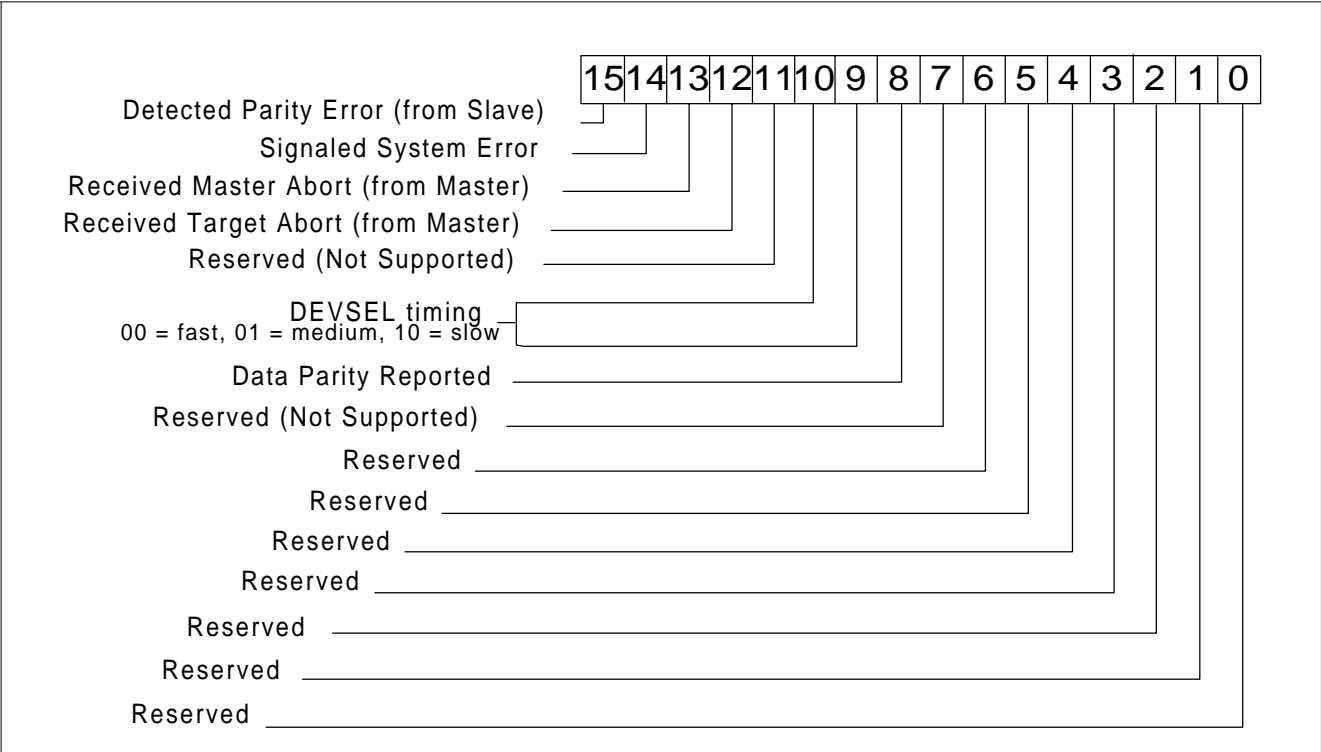 15 14 13 12 11 10 9 8 7 6 5 4 3 2 1 0
Detected Parity Error (from Slave)
Signaled System Error
Received Master Abort (from Master)
Received Target Abort (from Master)
Reserved (Not Supported)
DEVSEL timing
00 = fast, 01 = medium, 10 = slow
Data Parity Reported
Reserved (Not Supported)
Reserved
Reserved
Reserved
Reserved
Reserved
Reserved
Reserved